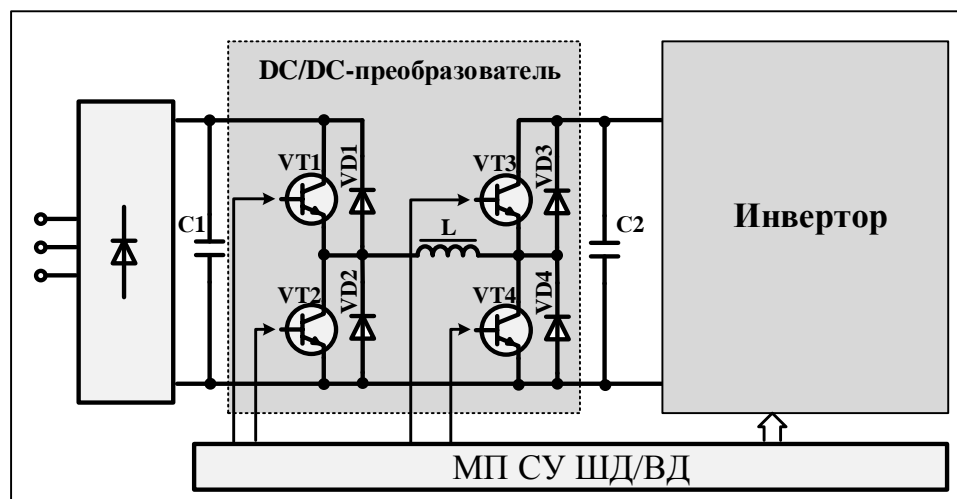 DC/DC-преобразователь
VT1
VD1
VT3
VD3
C1
L
C2
Инвертор
VT2
VD2
VT4
VD4
МП СУ ШД/ВД